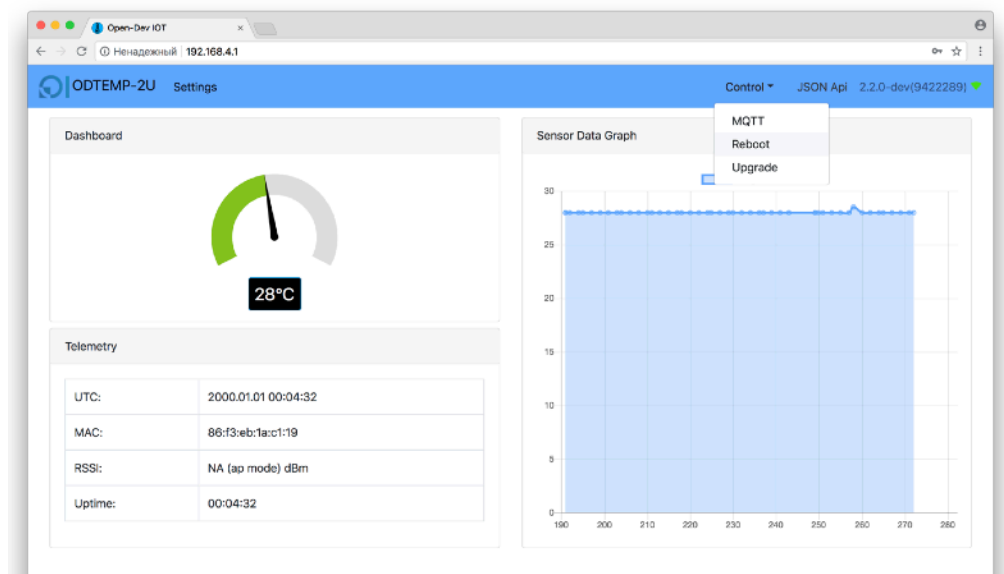 Open-Dev IOT
Ненадежный 192.168.4.1
ODTEMP-2U Settings Control JSON Api 2.2.0-dev(9422289)
MQTT
Reboot
Upgrade
Dashboard
28°C
Sensor Data Graph
30
25
20
15
10
5
0
190 200 210 220 230 240 250 260 270 280
Telemetry
UTC: 2000.01.01 00:04:32
MAC: 86:f3:eb:1a:c1:19
RSSI: NA (ap mode) dBm
Uptime: 00:04:32